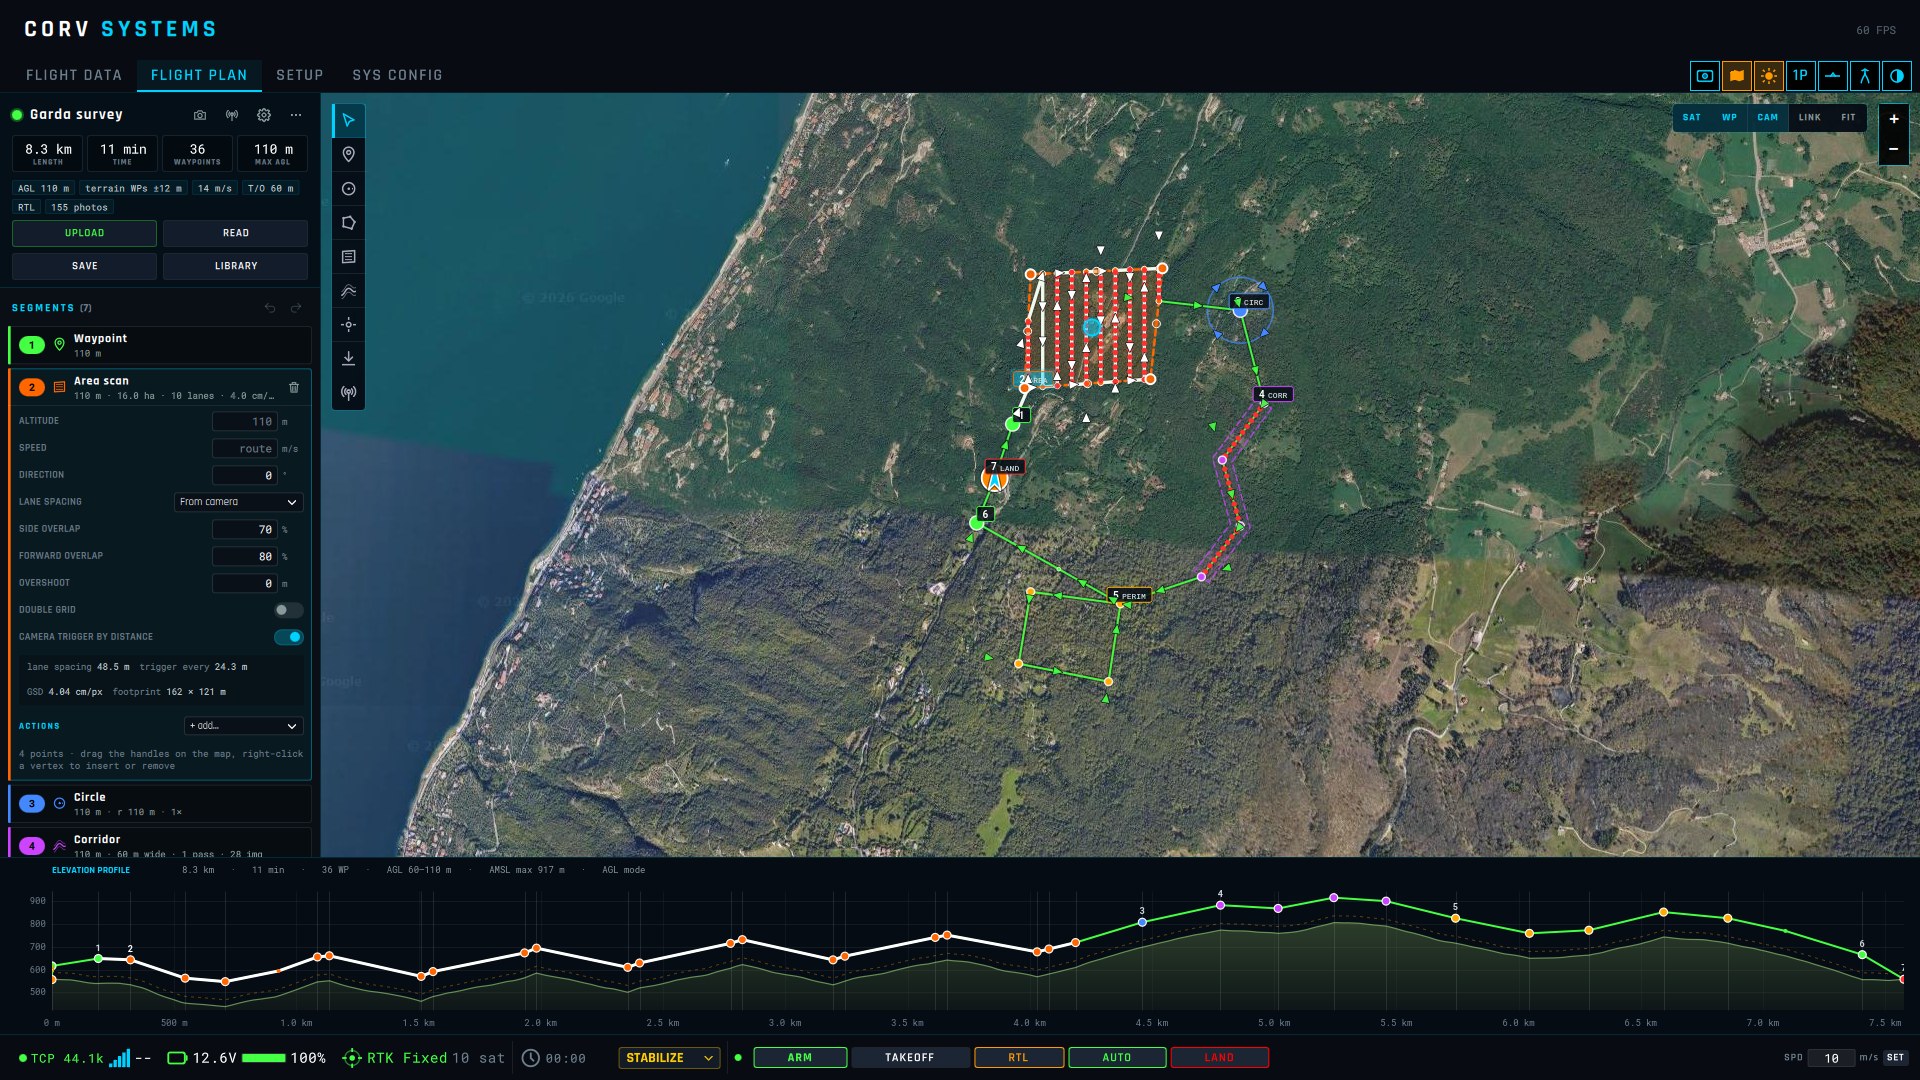 CORV SYSTEMS
60 FPS
FLIGHT DATA FLIGHT PLAN SETUP SYS CONFIG
1P
Garda survey
8.3 km 11 min 36 110 m
LENGTH TIME WAYPOINTS MAX AGL
AGL 110 m terrain WPs ±12 m 14 m/s T/O 60 m
RTL 155 photos
UPLOAD READ
SAVE LIBRARY
SEGMENTS (7)
1 Waypoint
110 m
2 Area scan
110 m · 16.0 ha · 10 lanes · 4.0 cm/…
ALTITUDE 110 m
SPEED route m/s
DIRECTION 0 °
LANE SPACING From camera
SIDE OVERLAP 70 %
FORWARD OVERLAP 80 %
OVERSHOOT 0 m
DOUBLE GRID
CAMERA TRIGGER BY DISTANCE
lane spacing 48.5 m trigger every 24.3 m
GSD 4.04 cm/px footprint 162 × 121 m
ACTIONS + add…
4 points · drag the handles on the map, right-click
a vertex to insert or remove
3 Circle
110 m · r 110 m · 1×
4 Corridor
110 m · 60 m wide · 1 pass · 28 img
SAT WP CAM LINK FIT
+
−
© 2026 Google
CIRC
2
4 CORR
1
7 LAND
6
5 PERIM
Google
ELEVATION PROFILE 8.3 km · 11 min · 36 WP · AGL 60–110 m · AMSL max 917 m · AGL mode
900
800
700
600
500
1 2 3 4 5 6
0 m 500 m 1.0 km 1.5 km 2.0 km 2.5 km 3.0 km 3.5 km 4.0 km 4.5 km 5.0 km 5.5 km 6.0 km 6.5 km 7.0 km 7.5 km
TCP 44.1k -- 12.6V 100% RTK Fixed 10 sat 00:00 STABILIZE ARM TAKEOFF RTL AUTO LAND SPD 10 m/s SET